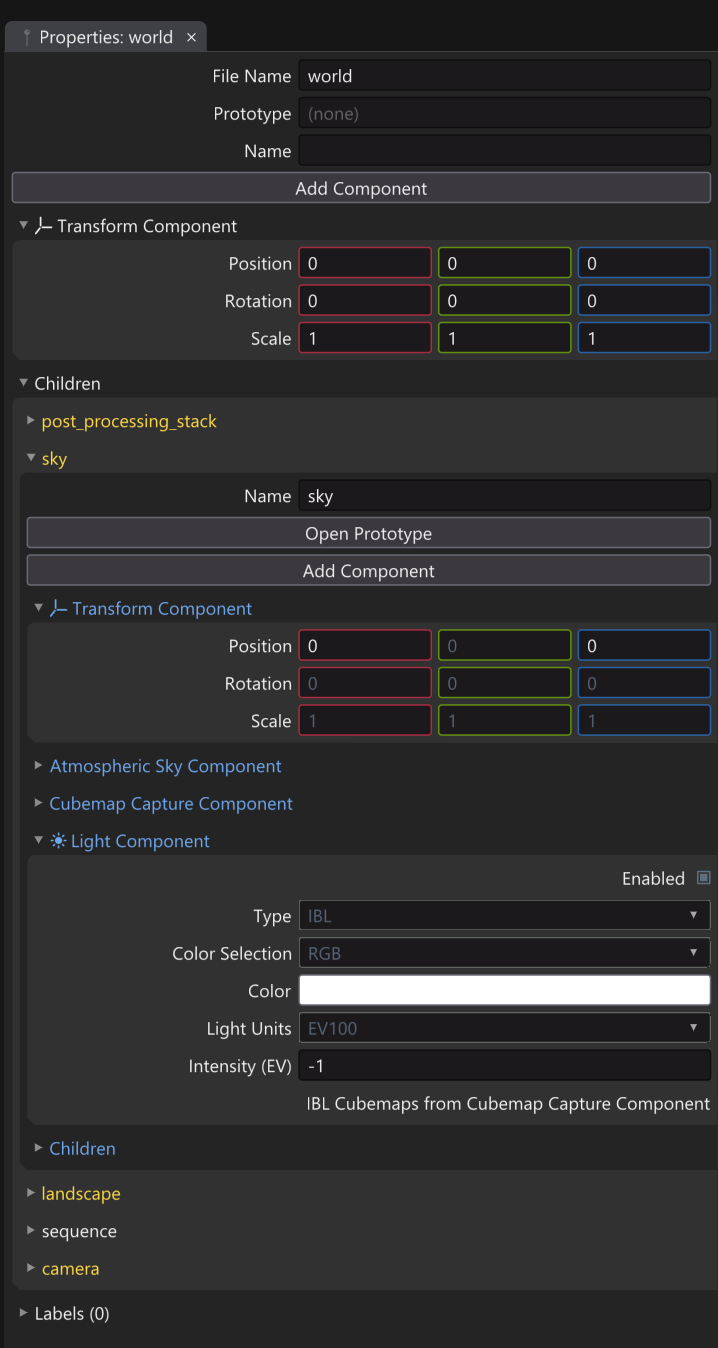 Properties: world ×
File Name world
Prototype (none)
Name
Add Component
Transform Component
Position 0 0 0
Rotation 0 0 0
Scale 1 1 1
Children
post_processing_stack
sky
Name sky
Open Prototype
Add Component
Transform Component
Position 0 0 0
Rotation 0 0 0
Scale 1 1 1
Atmospheric Sky Component
Cubemap Capture Component
Light Component
Enabled
Type IBL
Color Selection RGB
Color
Light Units EV100
Intensity (EV) -1
IBL Cubemaps from Cubemap Capture Component
Children
landscape
sequence
camera
Labels (0)